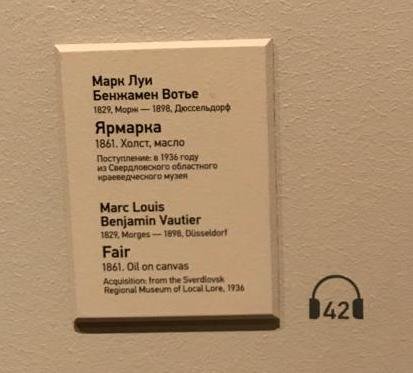 Марк Луи
Бенжамен Вотье
1829, Морж — 1898, Дюссельдорф
Ярмарка
1861. Холст, масло
Поступление: в 1936 году
из Свердловского областного
краеведческого музея
Marc Louis
Benjamin Vautier
1829, Morges — 1898, Düsseldorf
Fair
1861. Oil on canvas
Acquisition: from the Sverdlovsk
Regional Museum of Local Lore, 1936
42